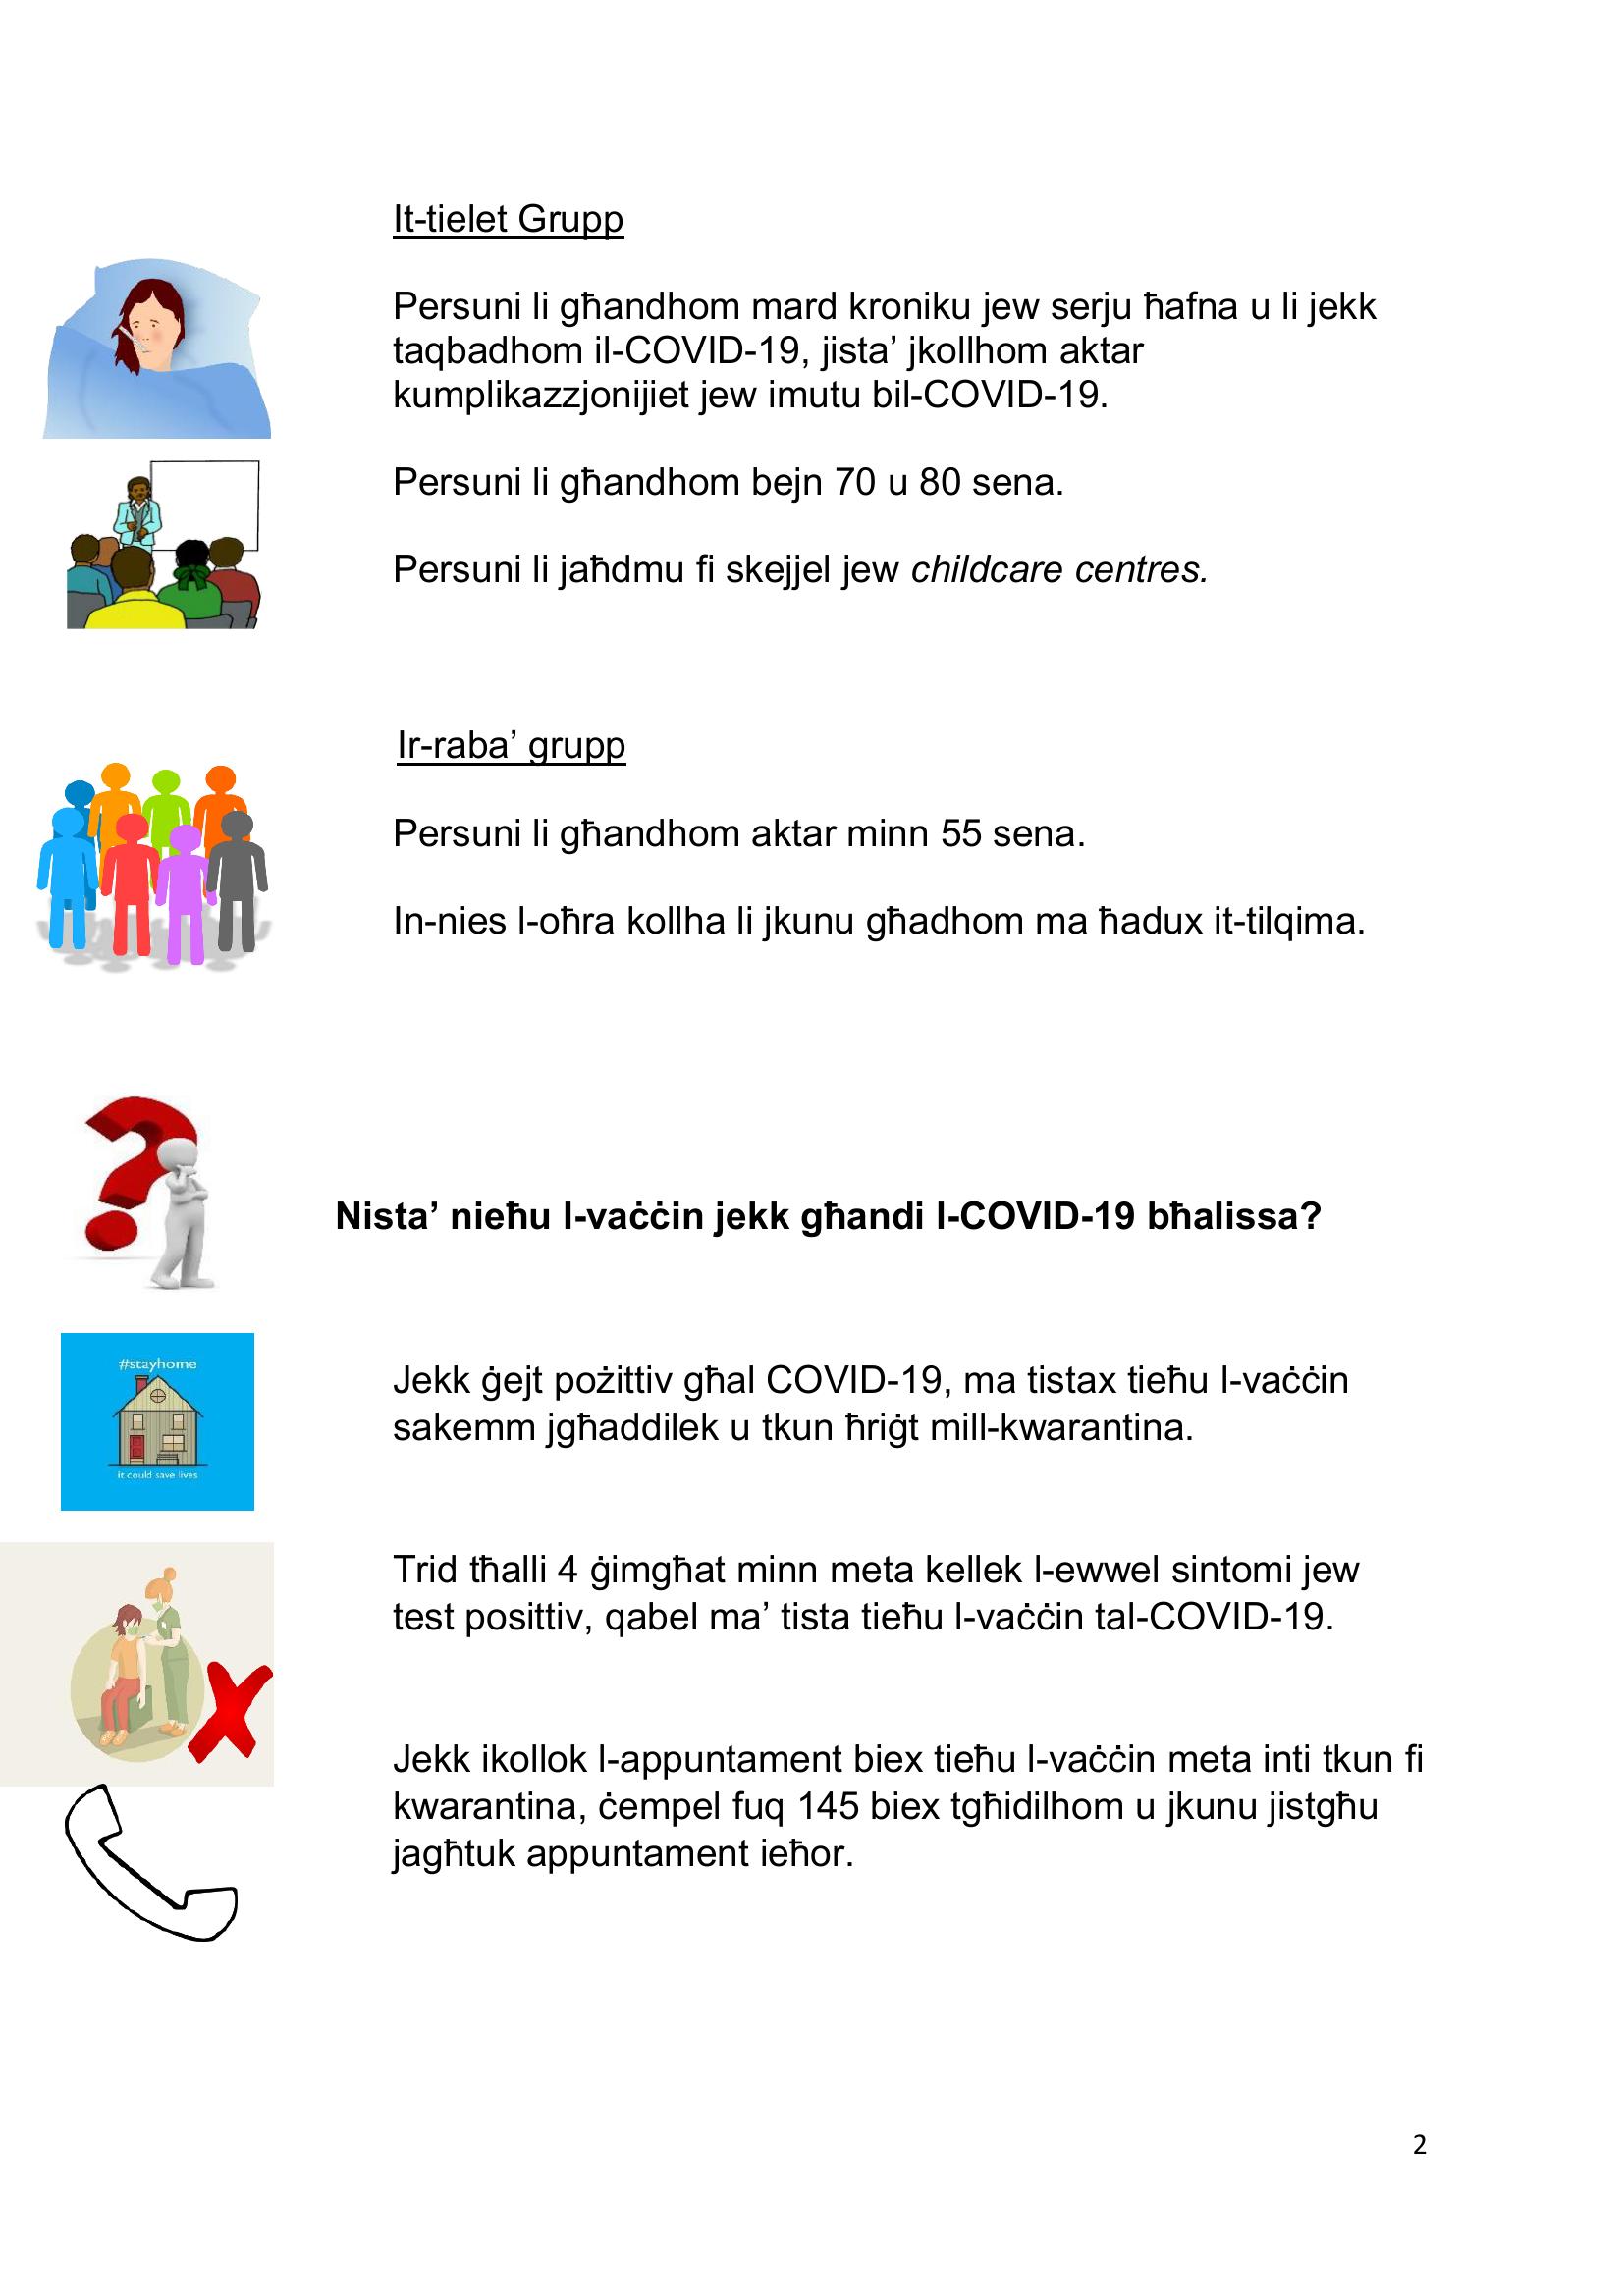 It-tielet Grupp
Persuni li għandhom mard kroniku jew serju ħafna u li jekk
taqbadhom il-COVID-19, jista’ jkollhom aktar
kumplikazzjonijiet jew imutu bil-COVID-19.
Persuni li għandhom bejn 70 u 80 sena.
Persuni li jaħdmu fi skejjel jew childcare centres.
Ir-raba’ grupp
Persuni li għandhom aktar minn 55 sena.
In-nies l-oħra kollha li jkunu għadhom ma ħadux it-tilqima.
Nista’ nieħu l-vaċċin jekk għandi l-COVID-19 bħalissa?
#stayhome
it could save lives
Jekk ġejt pożittiv għal COVID-19, ma tistax tieħu l-vaċċin
sakemm jgħaddilek u tkun ħriġt mill-kwarantina.
Trid tħalli 4 ġimgħat minn meta kellek l-ewwel sintomi jew
test posittiv, qabel ma’ tista tieħu l-vaċċin tal-COVID-19.
Jekk ikollok l-appuntament biex tieħu l-vaċċin meta inti tkun fi
kwarantina, ċempel fuq 145 biex tgħidilhom u jkunu jistgħu
jagħtuk appuntament ieħor.
2